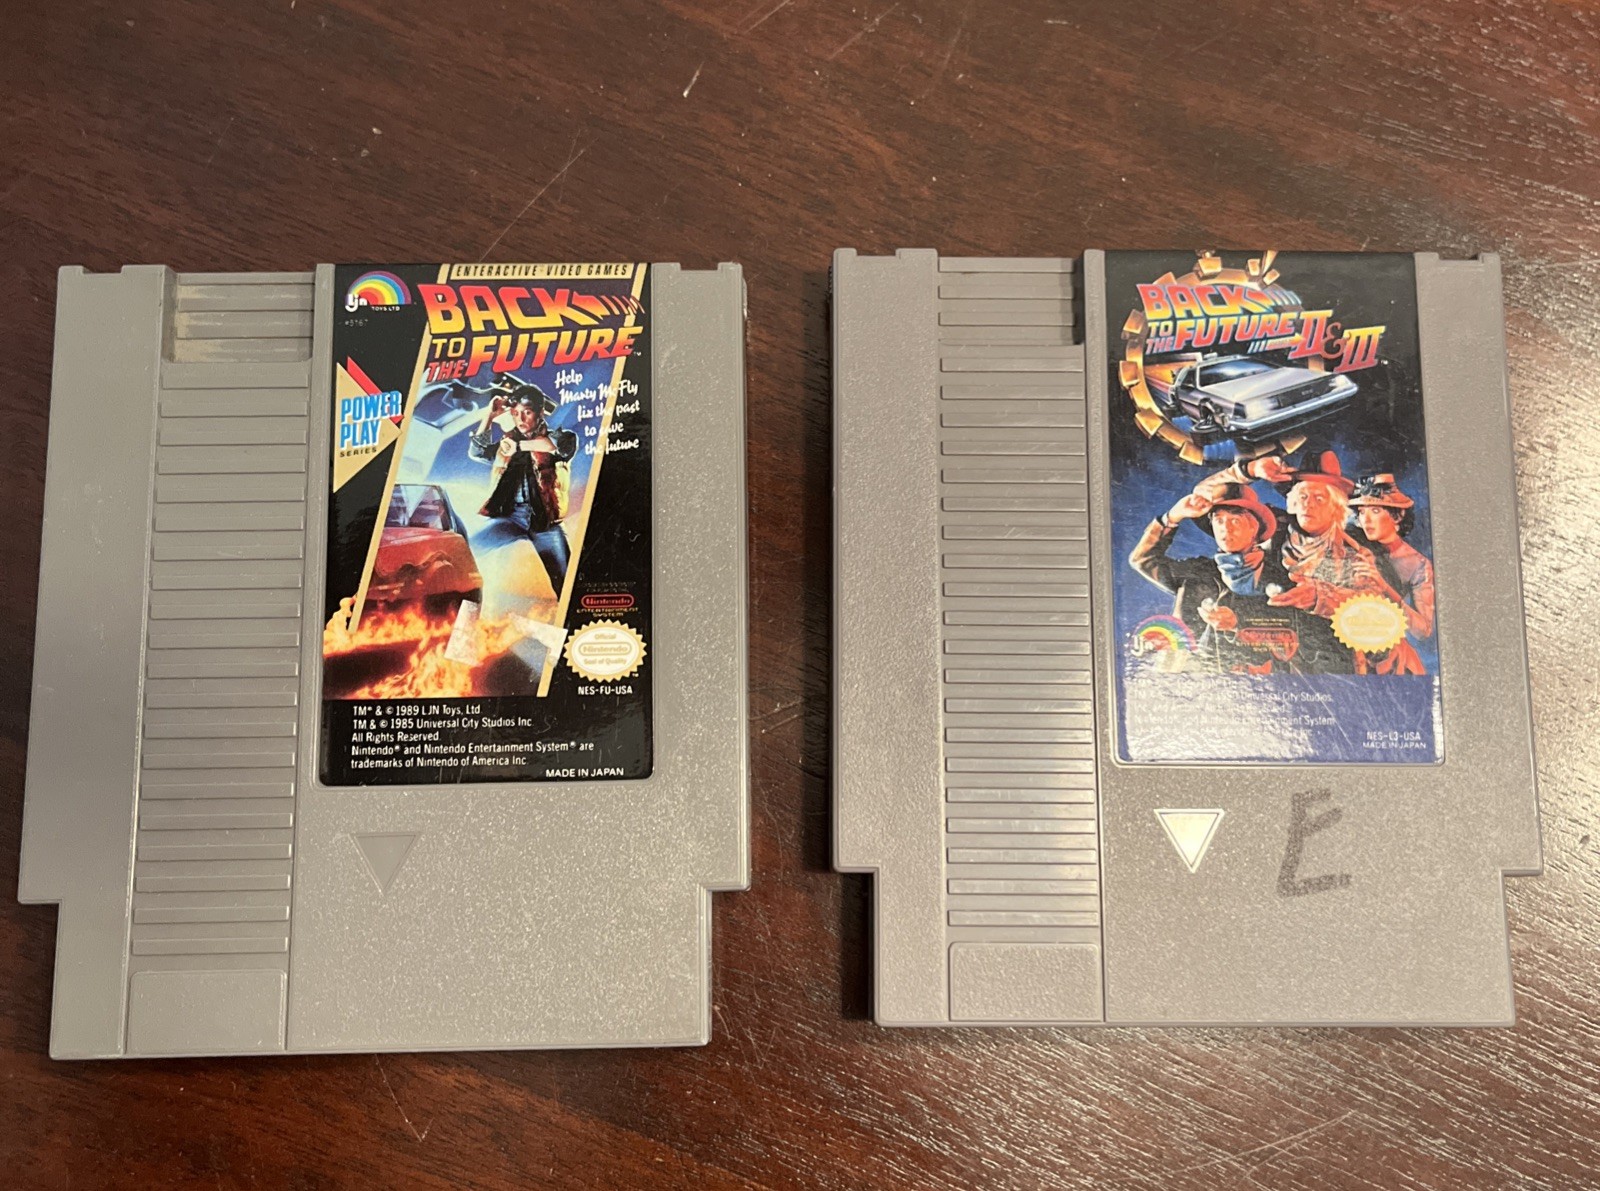 ENTERACTIVE·VIDEO GAMES
LJN
TOYS LTD
BACK
TO
THE FUTURE™
Help
Marty McFly
fix the past
to save
the future
POWER
PLAY
SERIES
Nintendo
ENTERTAINMENT
SYSTEM
Official
Nintendo
Seal of Quality
NES-FU-USA
TM* & © 1989 LJN Toys, Ltd.
TM & © 1985 Universal City Studios Inc.
All Rights Reserved.
Nintendo® and Nintendo Entertainment System® are
trademarks of Nintendo of America Inc.
MADE IN JAPAN
BACK
TO
THE FUTURE II & III
LJN
Nintendo
Universal City Studios,
NES-L3-USA
MADE IN JAPAN
E